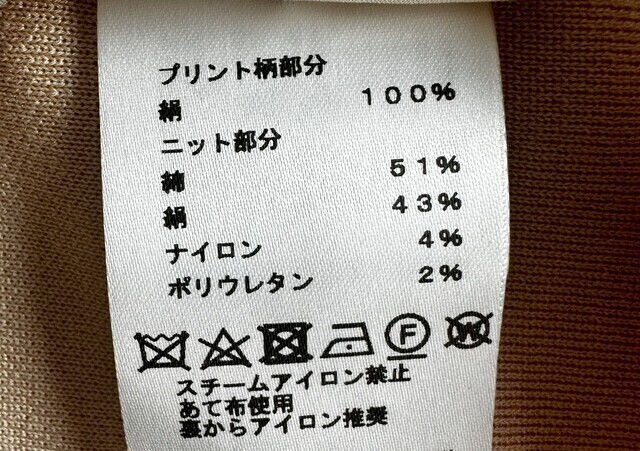 プリント柄部分
絹 100%
ニット部分
綿 51%
絹 43%
ナイロン 4%
ポリウレタン 2%
F W
スチームアイロン禁止
あて布使用
裏からアイロン推奨